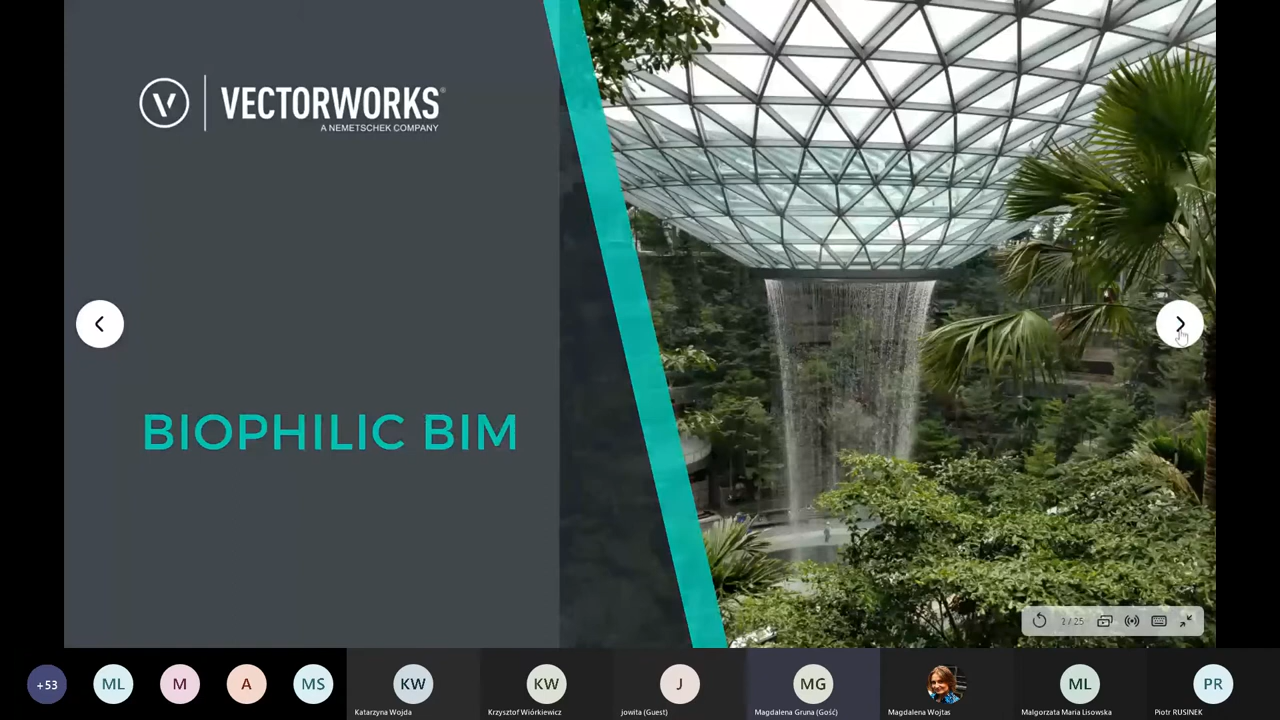 V VECTORWORKS®
A NEMETSCHEK COMPANY
BIOPHILIC BIM
2 / 25
+53
ML
M
A
MS
KW
KW
J
MG
ML
PR
Katarzyna Wojda
Krzysztof Wiórkiewicz
jowita (Guest)
Magdalena Gruna (Gość)
Magdalena Wojtas
Malgorzata Maria Lisowska
Piotr RUSINEK